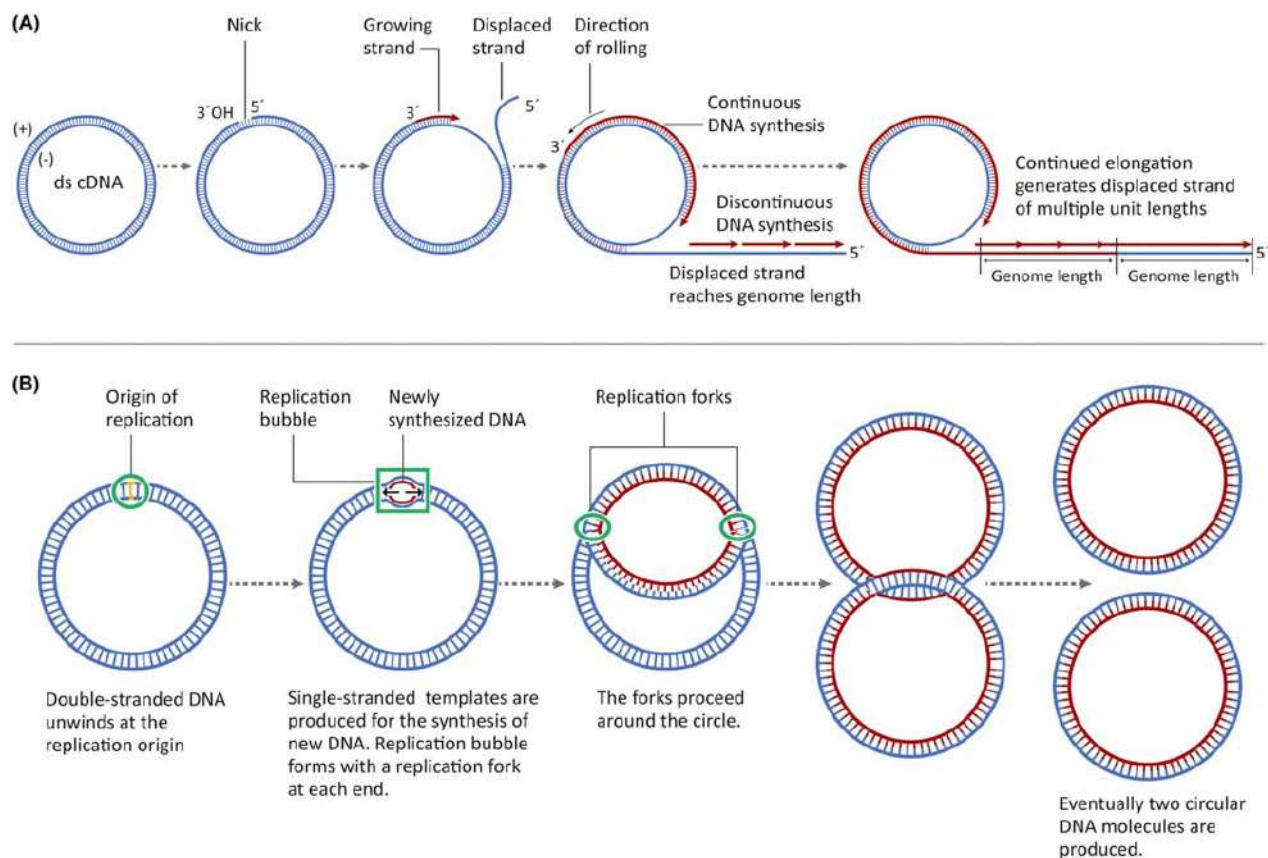 (A)
Nick
Growing
strand
Displaced
strand
Direction
of rolling
3´OH
5´
3´
5´
3´
Continuous
DNA synthesis
(+)
(-)
ds cDNA
Discontinuous
DNA synthesis
5´
Displaced strand
reaches genome length
Continued elongation
generates displaced strand
of multiple unit lengths
5´
Genome length
Genome length
(B)
Origin of
replication
Replication
bubble
Newly
synthesized DNA
Replication forks
Double-stranded DNA
unwinds at the
replication origin
Single-stranded templates are
produced for the synthesis of
new DNA. Replication bubble
forms with a replication fork
at each end.
The forks proceed
around the circle.
Eventually two circular
DNA molecules are
produced.